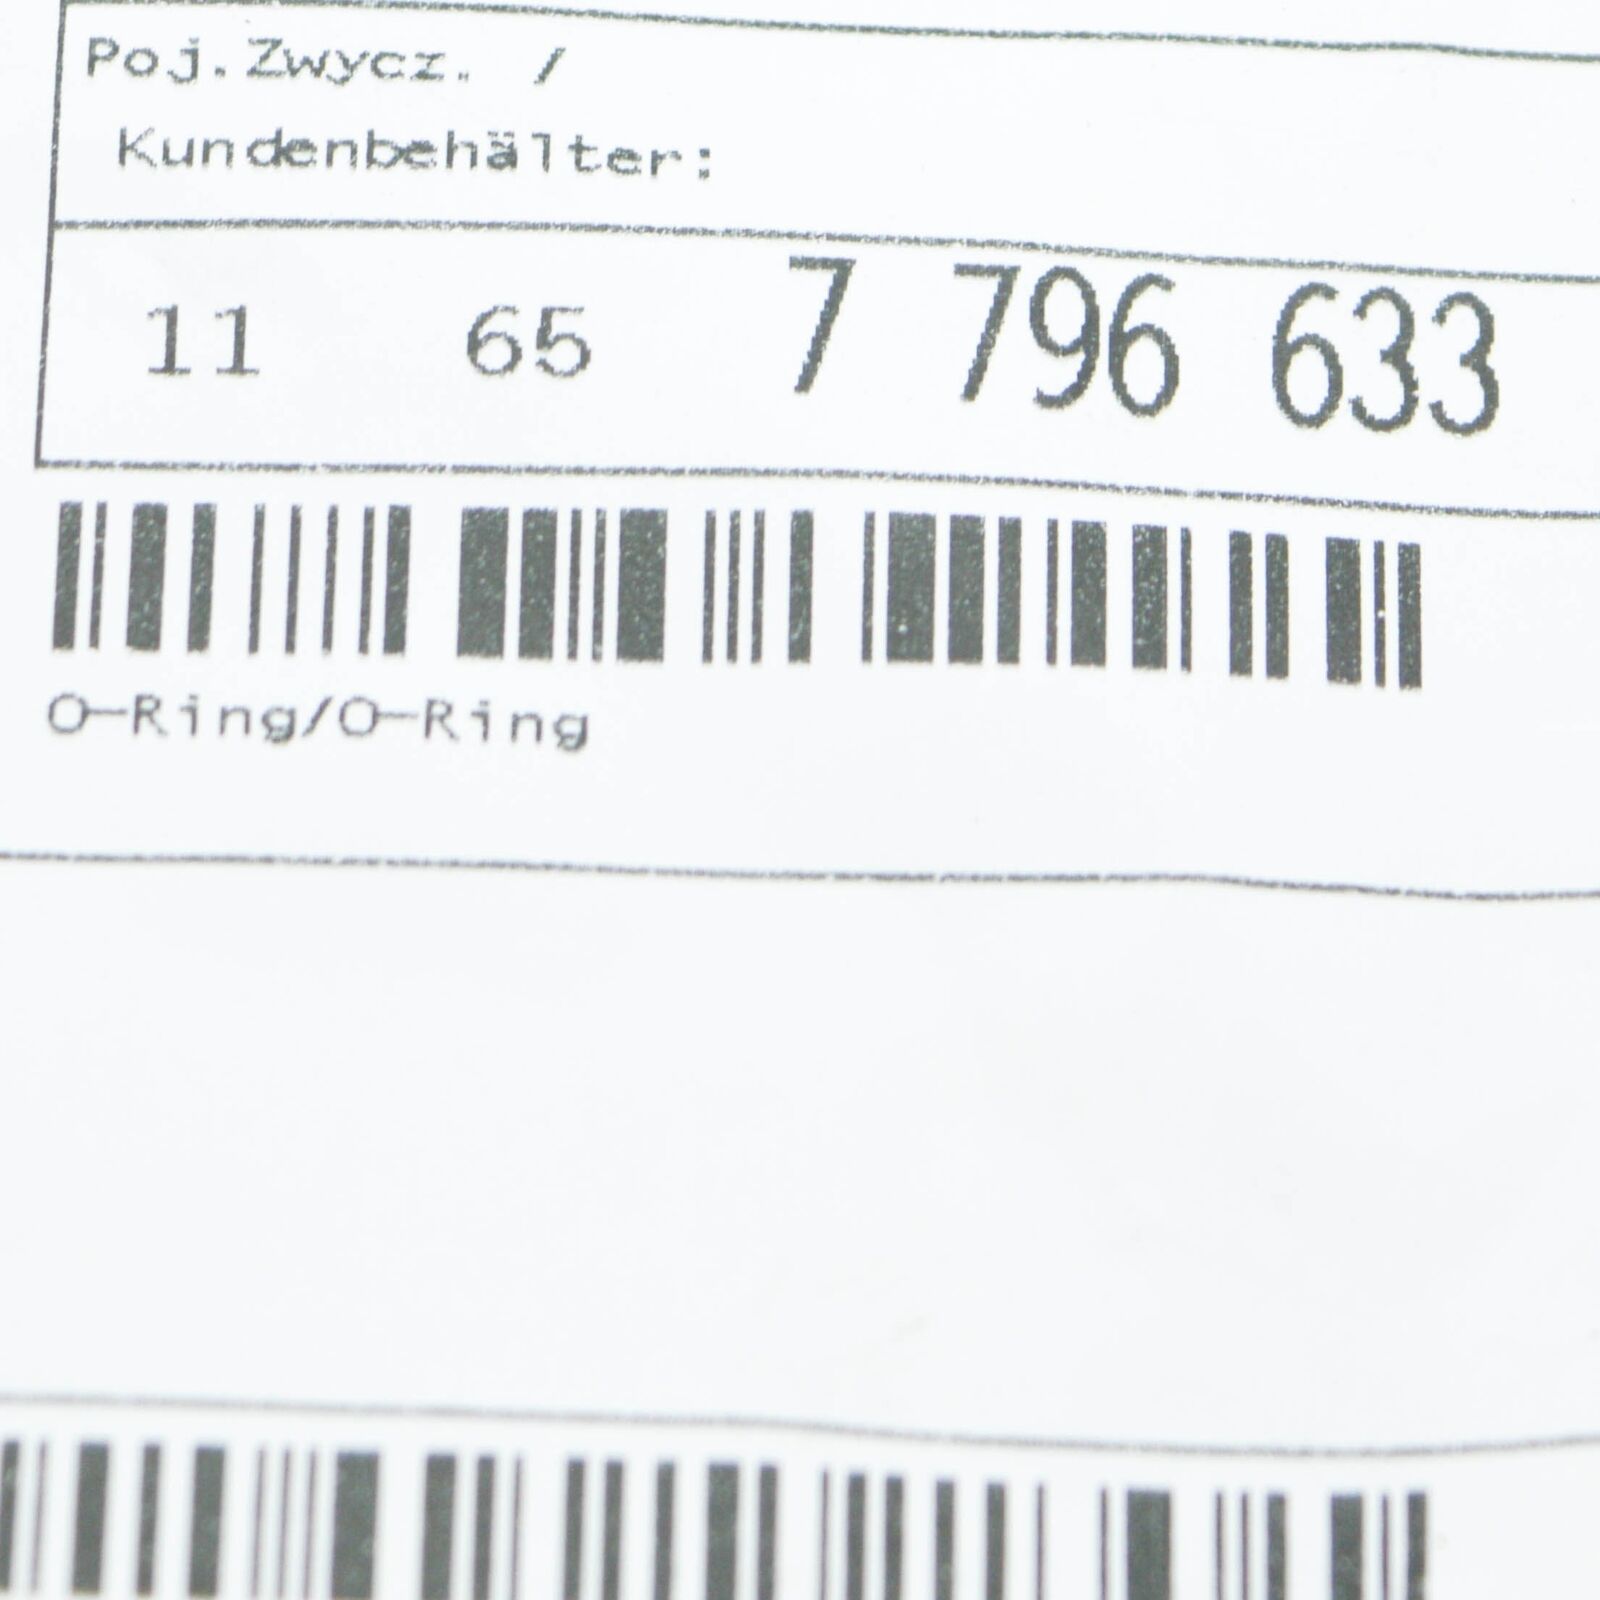 Poj.Zwycz. /
Kundenbehälter:
11 65 7 796 633
O-Ring/O-Ring